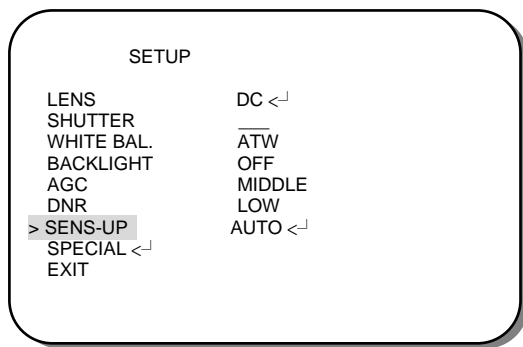 SETUP
LENS DC <┘
SHUTTER ___
WHITE BAL. ATW
BACKLIGHT OFF
AGC MIDDLE
DNR LOW
> SENS-UP AUTO <┘
SPECIAL <┘
EXIT